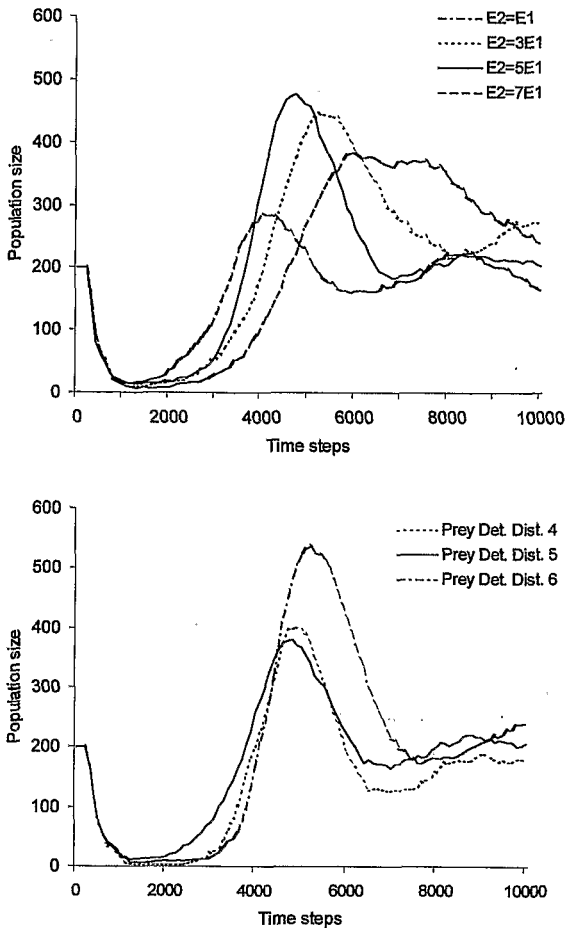 600
500
400
300
200
100
0
Population size
E2=E1
E2=3E1
E2=5E1
E2=7E1
0 2000 4000 6000 8000 10000
Time steps
600
500
400
300
200
100
0
Population size
Prey Det. Dist. 4
Prey Det. Dist. 5
Prey Det. Dist. 6
0 2000 4000 6000 8000 10000
Time steps